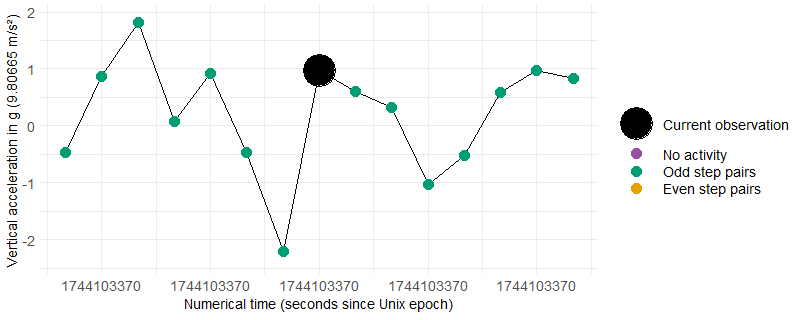 Vertical acceleration in g (9.80665 m/s²)
2
1
0
-1
-2
1744103370
1744103370
1744103370
1744103370
1744103370
Numerical time (seconds since Unix epoch)
Current observation
No activity
Odd step pairs
Even step pairs